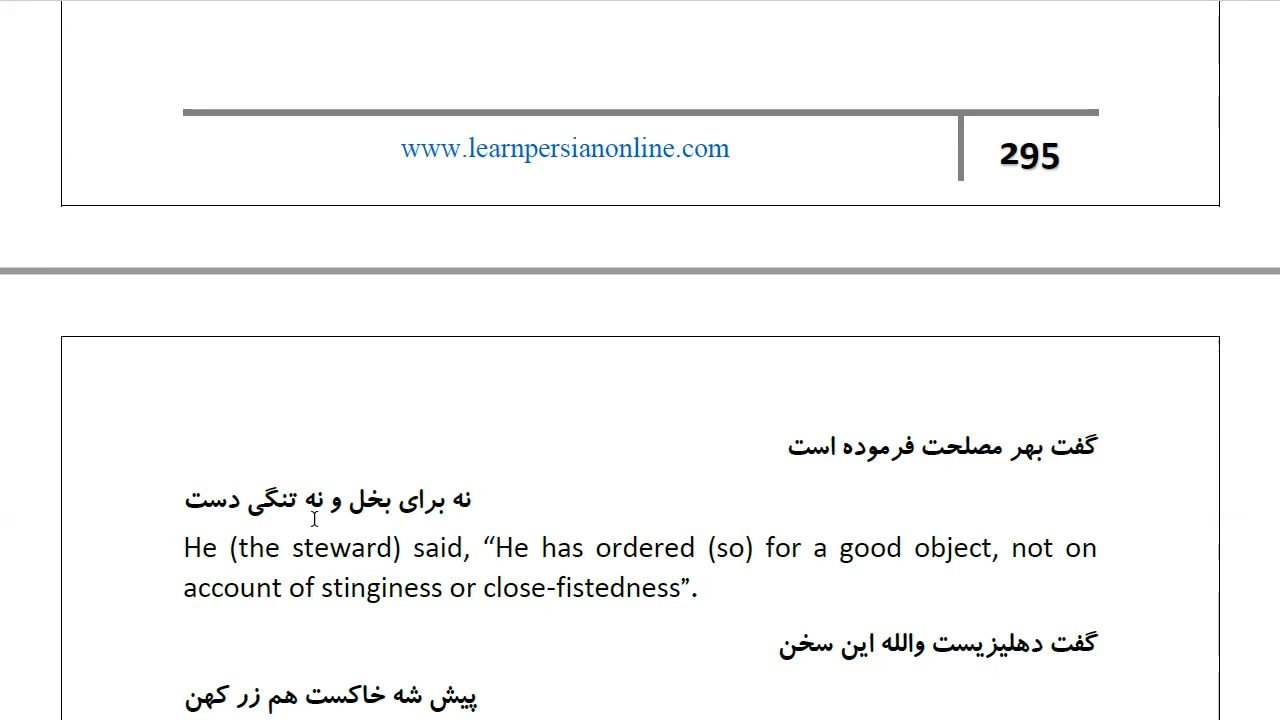 www.learnpersianonline.com
295
گفت بهر مصلحت فرموده است
نه برای بخل و نه تنگی دست
He (the steward) said, “He has ordered (so) for a good object, not on
account of stinginess or close-fistedness”.
گفت دهلیزیست والله این سخن
پیش شه خاکست هم زر کهن